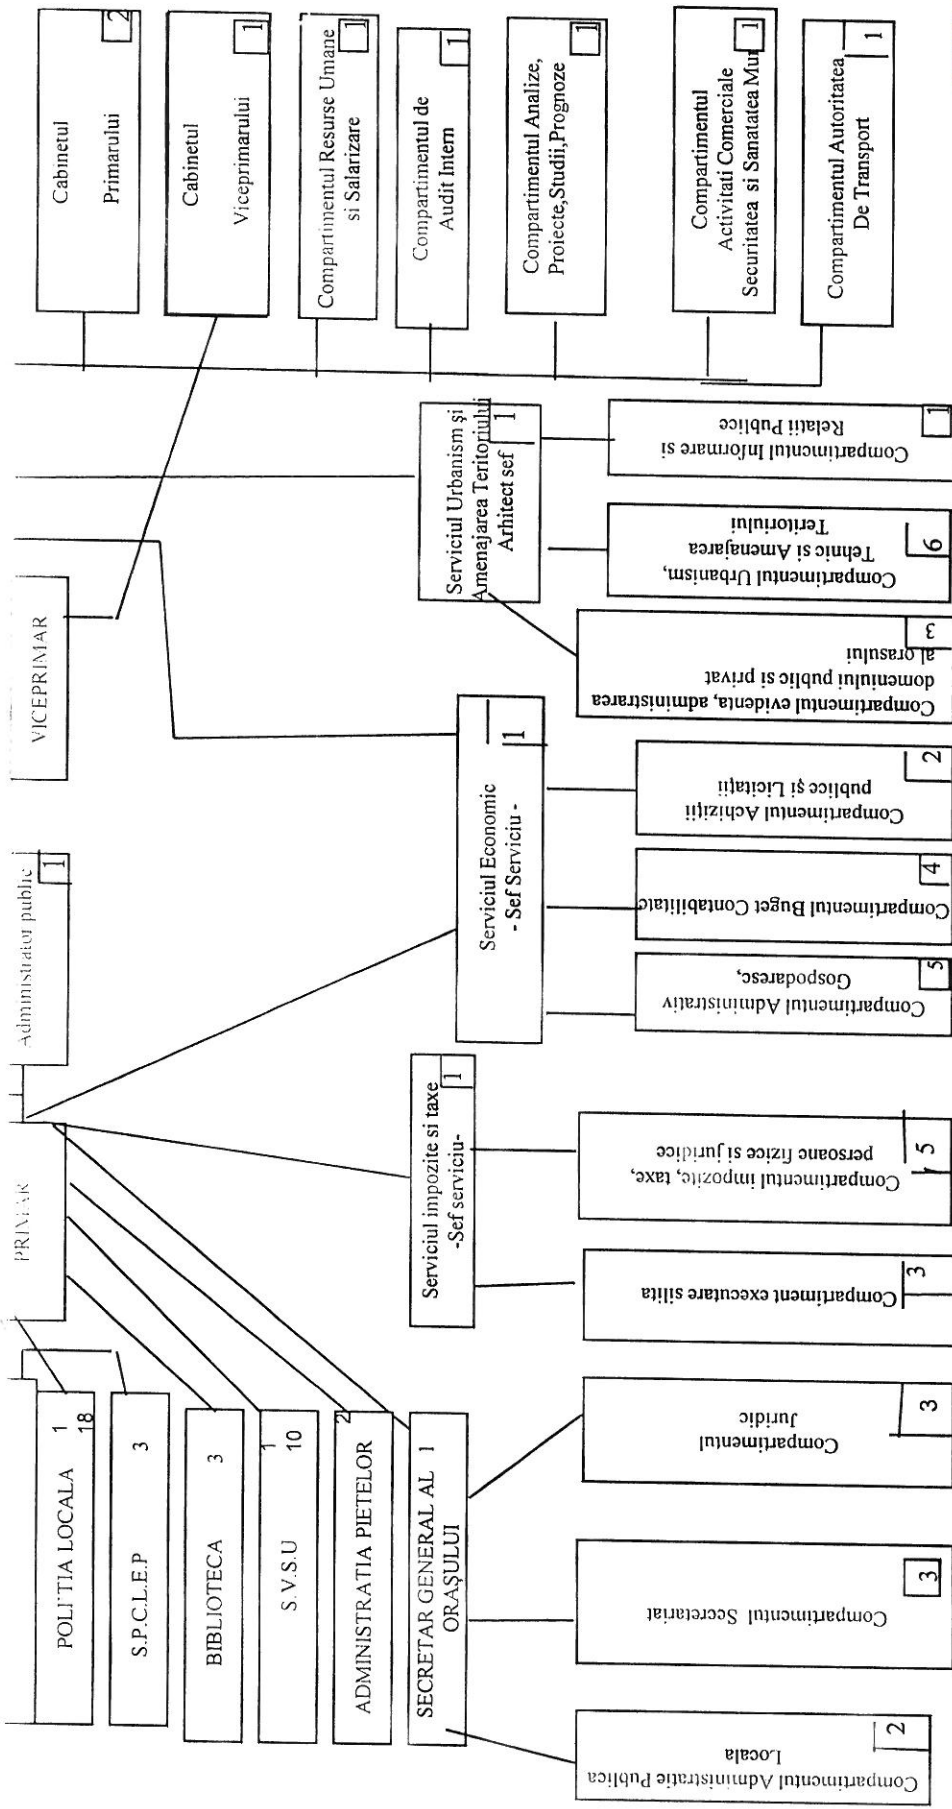 PRIMAR
Administrator public
1
VICEPRIMAR
POLITIA LOCALA 1
18
S.P.C.L.E.P 3
BIBLIOTECA 3
S.V.S.U 1
10
ADMINISTRATIA PIETELOR 2
SECRETAR GENERAL AL 1
ORAŞULUI
Serviciul impozite si taxe
-Sef serviciu-
1
Serviciul Economic
- Sef Serviciu -
1
Serviciul Urbanism şi
Amenajarea Teritoriului
Arhitect sef
1
Cabinetul
Primarului
2
Cabinetul
Viceprimarului
1
Compartimentul Resurse Umane
si Salarizare
1
Compartimentul de
Audit Intern
1
Compartimentul Analize,
Proiecte,Studii,Prognoze
1
Compartimentul
Activitati Comerciale
Securitatea si Sanatatea Mun
1
Compartimentul Autoritatea
De Transport
1
Compartimentul Administratie Publica
Locala
2
Compartimentul Secretariat
3
Compartimentul
Juridic
3
Compartiment executare silita
3
Compartimentul impozite, taxe,
persoane fizice si juridice
5
Compartimentul Administrativ
Gospodaresc,
5
Compartimentul Buget Contabilitate
4
Compartimentul Achiziţii
publice şi Licitaţii
2
Compartimentul evidenta, administrarea
domeniului public si privat
al orasului
3
Compartimentul Urbanism,
Tehnic si Amenajarea
Teritoriului
6
Compartimentul Informare si
Relatii Publice
1